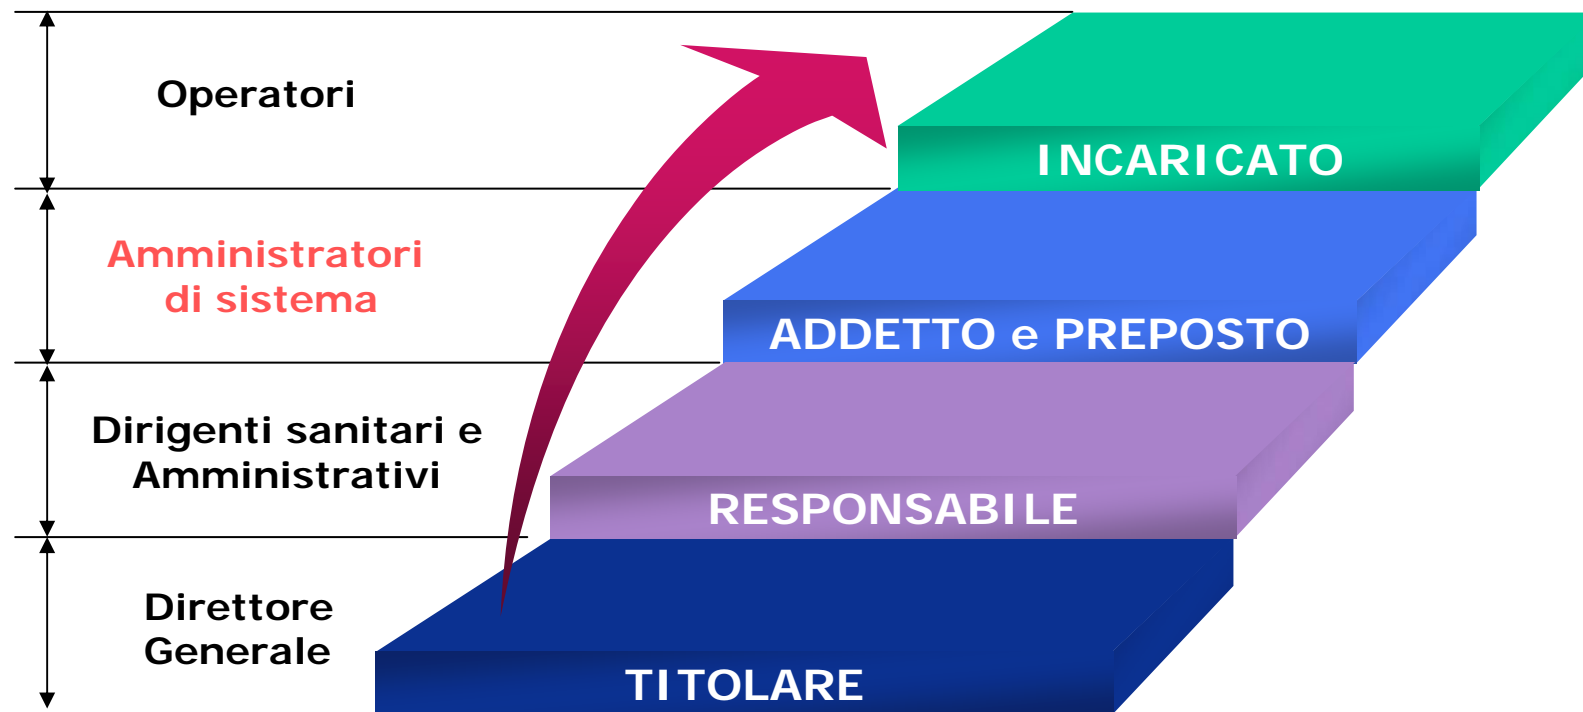 Operatori
INCARICATO
Amministratori
di sistema
ADDETTO e PREPOSTO
Dirigenti sanitari e
Amministrativi
RESPONSABILE
Direttore
Generale
TITOLARE